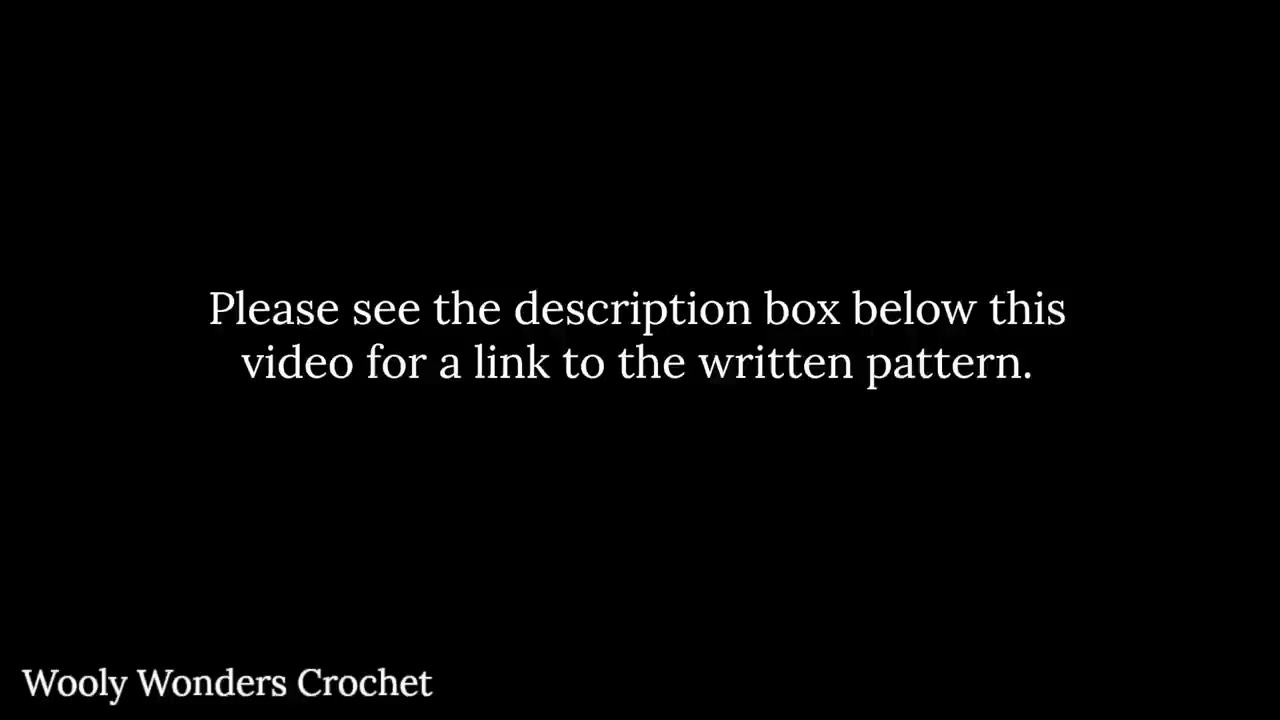 Please see the description box below this
video for a link to the written pattern.
Wooly Wonders Crochet